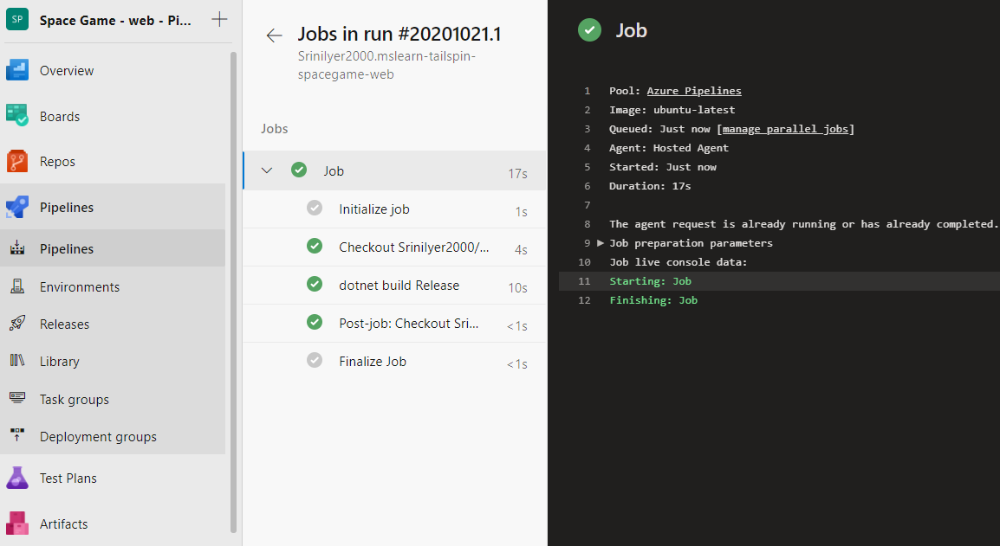 SP Space Game - web - Pi...
Overview
Boards
Repos
Pipelines
Pipelines
Environments
Releases
Library
Task groups
Deployment groups
Test Plans
Artifacts
Jobs in run #20201021.1
SriniIyer2000.mslearn-tailspin-
spacegame-web
Jobs
Job 17s
Initialize job 1s
Checkout SriniIyer2000/... 4s
dotnet build Release 10s
Post-job: Checkout Sri... <1s
Finalize Job <1s
Job
1 Pool: Azure Pipelines
2 Image: ubuntu-latest
3 Queued: Just now [manage parallel jobs]
4 Agent: Hosted Agent
5 Started: Just now
6 Duration: 17s
7
8 The agent request is already running or has already completed.
9 Job preparation parameters
10 Job live console data:
11 Starting: Job
12 Finishing: Job